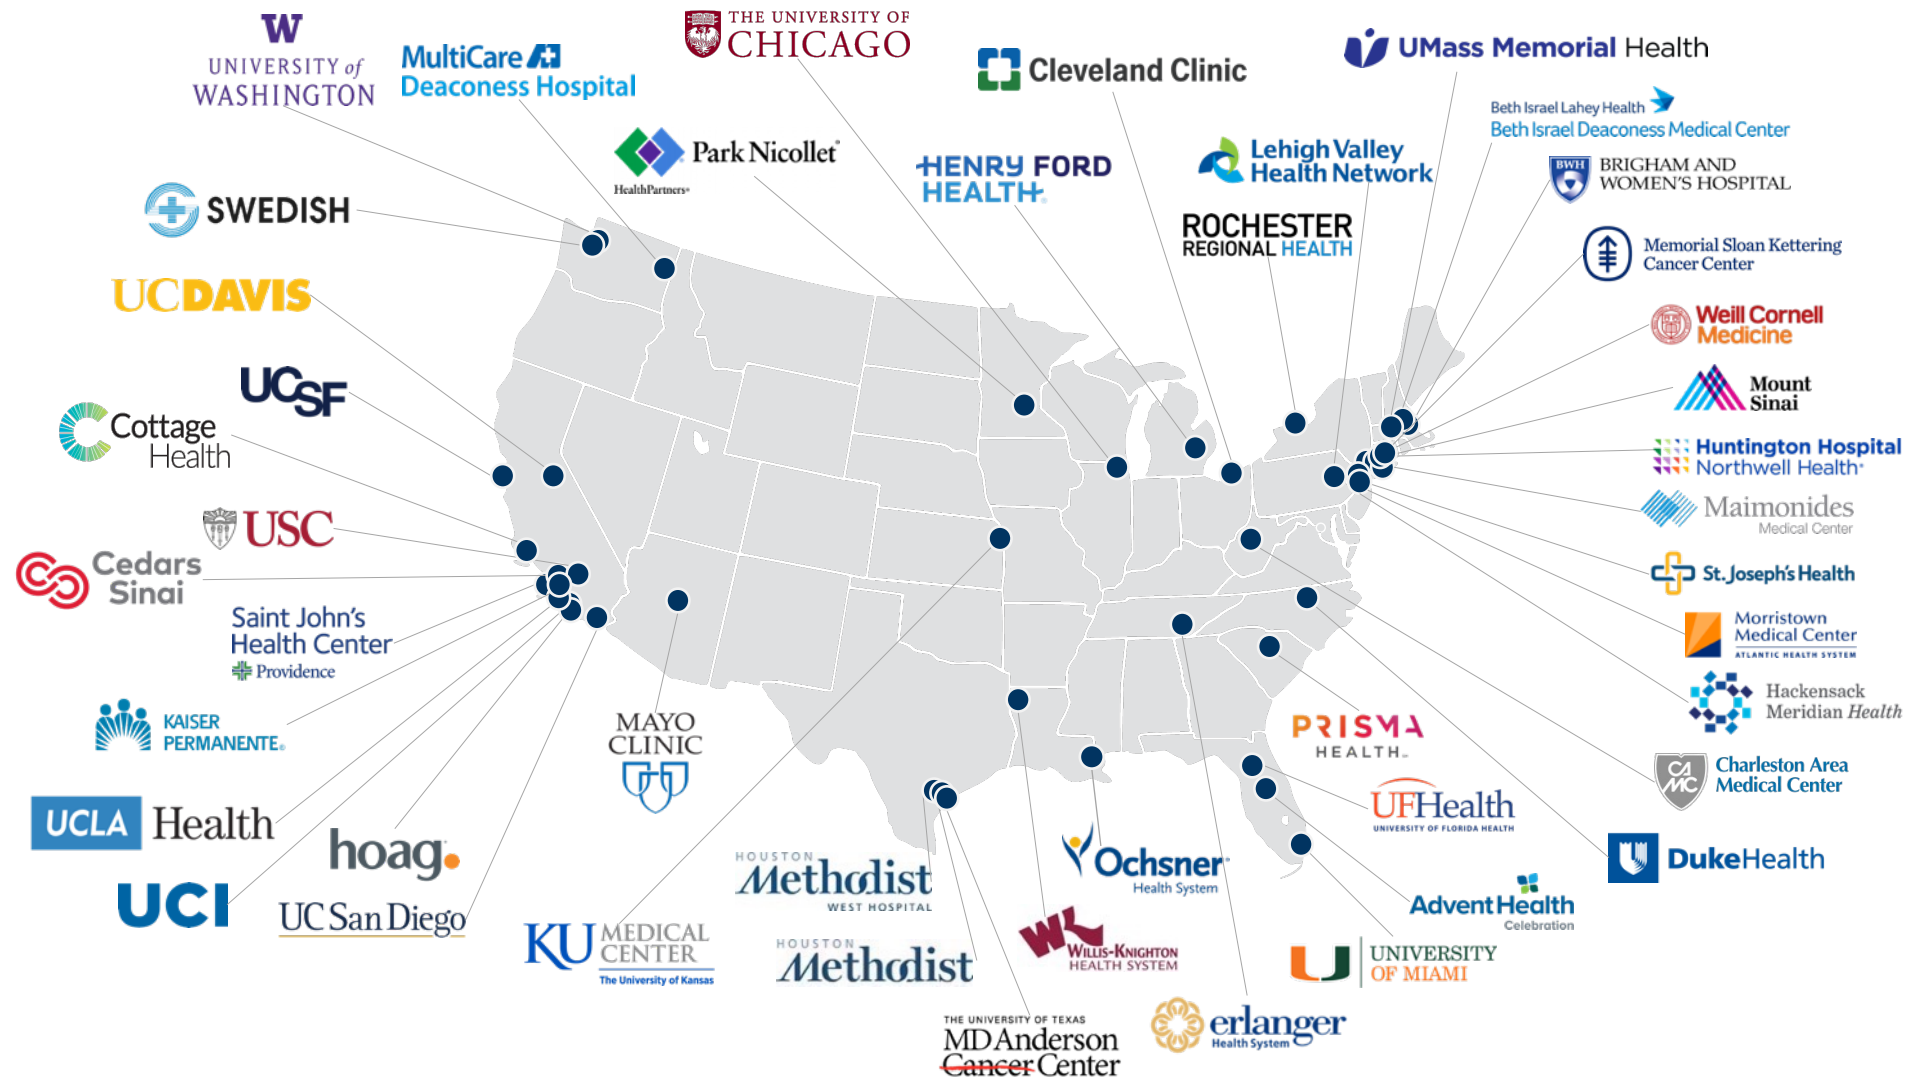 W
UNIVERSITY of
WASHINGTON
MultiCare
Deaconess Hospital
THE UNIVERSITY OF
CHICAGO
Cleveland Clinic
UMass Memorial Health
Beth Israel Lahey Health
Beth Israel Deaconess Medical Center
Park Nicollet
HealthPartners®
HENRY FORD
HEALTH®
Lehigh Valley
Health Network
BWH
BRIGHAM AND
WOMEN'S HOSPITAL
SWEDISH
ROCHESTER
REGIONAL HEALTH
Memorial Sloan Kettering
Cancer Center
UCDAVIS
Weill Cornell
Medicine
UCSF
Mount
Sinai
Cottage
Health
Huntington Hospital
Northwell Health®
Maimonides
Medical Center
USC
Cedars
Sinai
St. Joseph's Health
Saint John's
Health Center
Providence
Morristown
Medical Center
ATLANTIC HEALTH SYSTEM
Hackensack
Meridian Health
KAISER
PERMANENTE®
MAYO
CLINIC
PRISMA
HEALTH™
CAMC
Charleston Area
Medical Center
UCLA Health
hoag.
UFHealth
UNIVERSITY OF FLORIDA HEALTH
UCI
UC San Diego
HOUSTON
Methodist
WEST HOSPITAL
Ochsner
Health System
DukeHealth
AdventHealth
Celebration
KU MEDICAL
CENTER
The University of Kansas
HOUSTON
Methodist
WK
WILLIS-KNIGHTON
HEALTH SYSTEM
U UNIVERSITY
OF MIAMI
THE UNIVERSITY OF TEXAS
MD Anderson
Cancer Center
erlanger
Health System